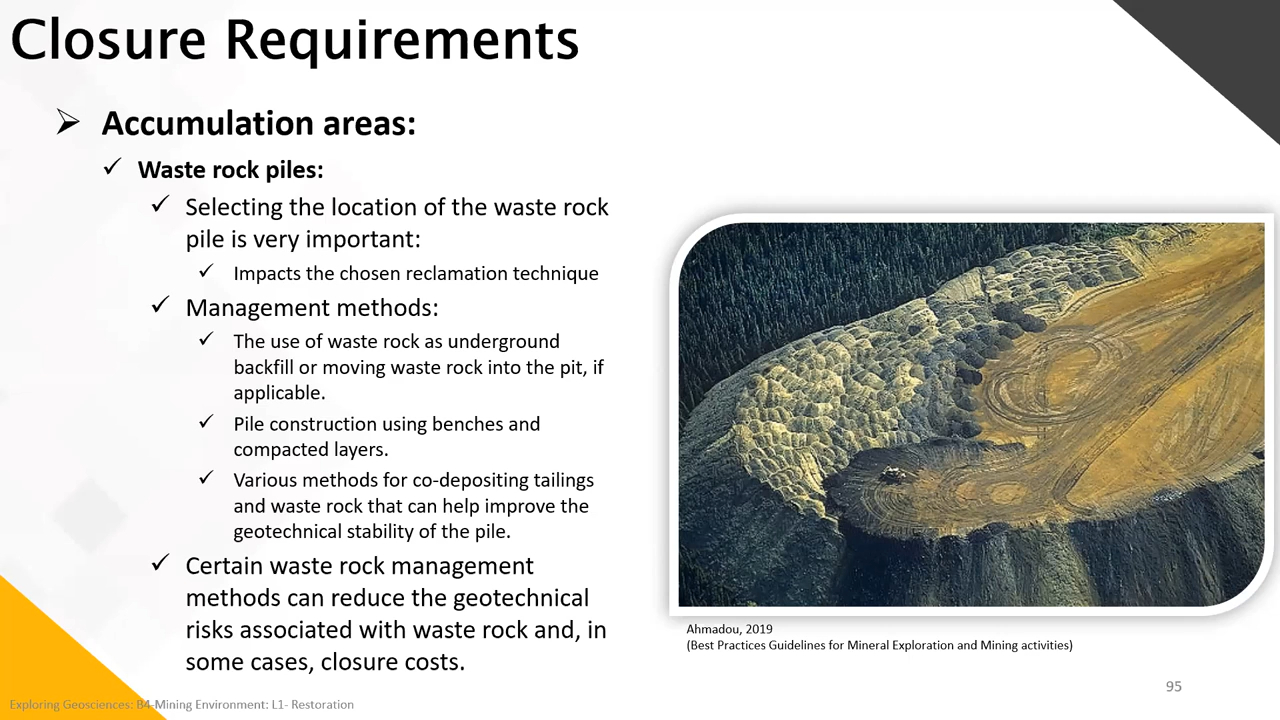 Closure Requirements
Accumulation areas:
Waste rock piles:
Selecting the location of the waste rock
pile is very important:
Impacts the chosen reclamation technique
Management methods:
The use of waste rock as underground
backfill or moving waste rock into the pit, if
applicable.
Pile construction using benches and
compacted layers.
Various methods for co-depositing tailings
and waste rock that can help improve the
geotechnical stability of the pile.
Certain waste rock management
methods can reduce the geotechnical
risks associated with waste rock and, in
some cases, closure costs.
Ahmadou, 2019
(Best Practices Guidelines for Mineral Exploration and Mining activities)
95
Exploring Geosciences: B4-Mining Environment: L1- Restoration